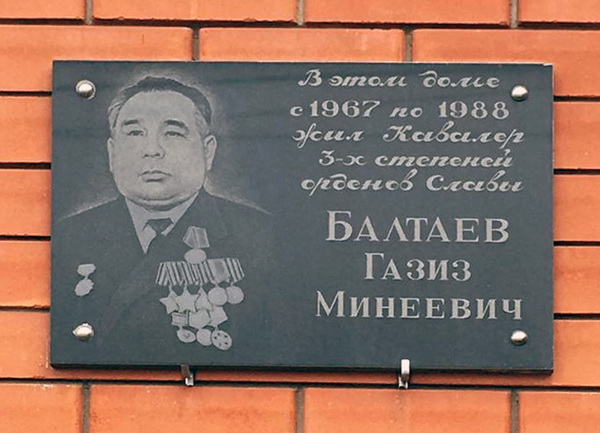 В этом доме
с 1967 по 1988
жил Кавалер
3-х степеней
орденов Славы
БАЛТАЕВ
ГАЗИЗ
МИНЕЕВИЧ